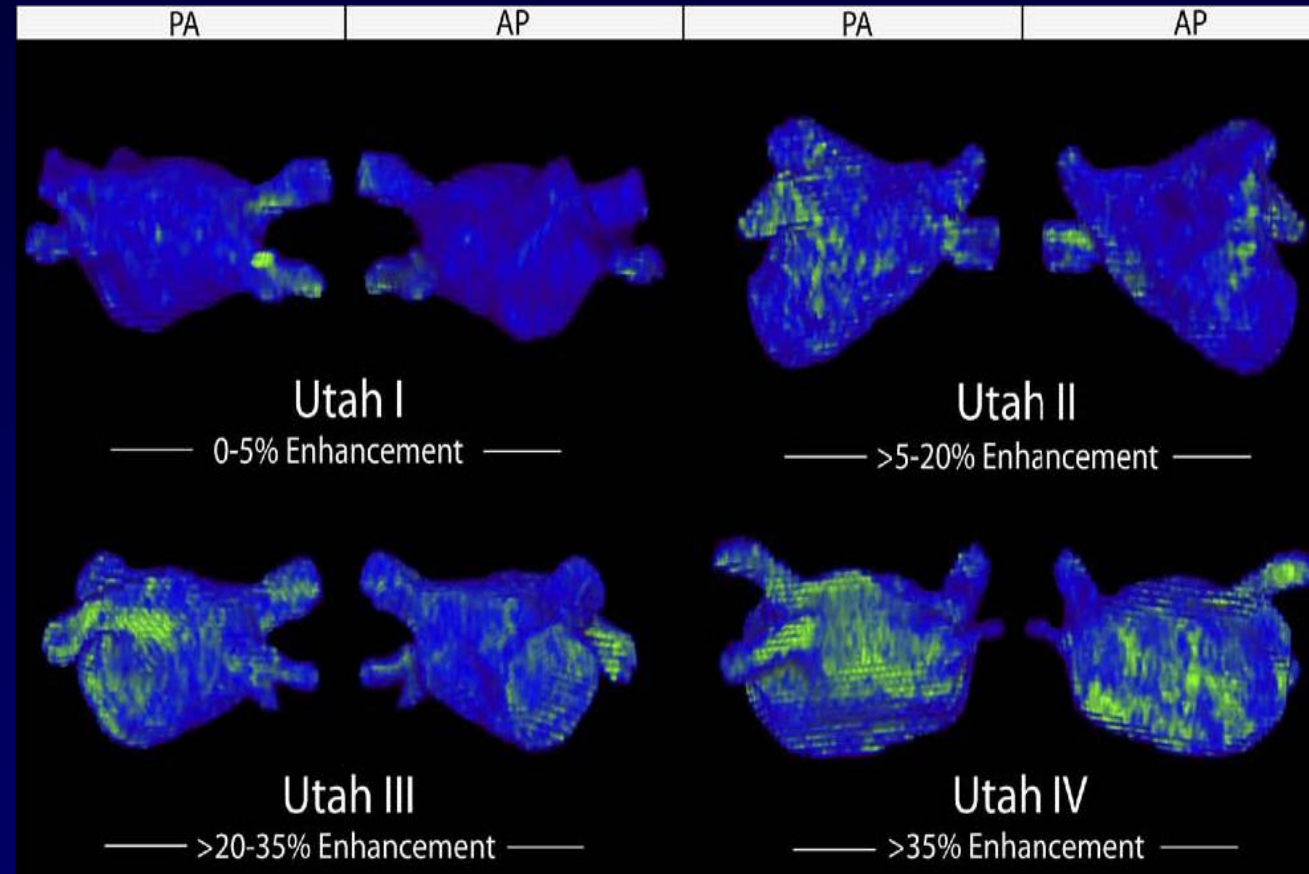 PA AP PA AP
Utah I
0-5% Enhancement
Utah II
>5-20% Enhancement
Utah III
>20-35% Enhancement
Utah IV
>35% Enhancement